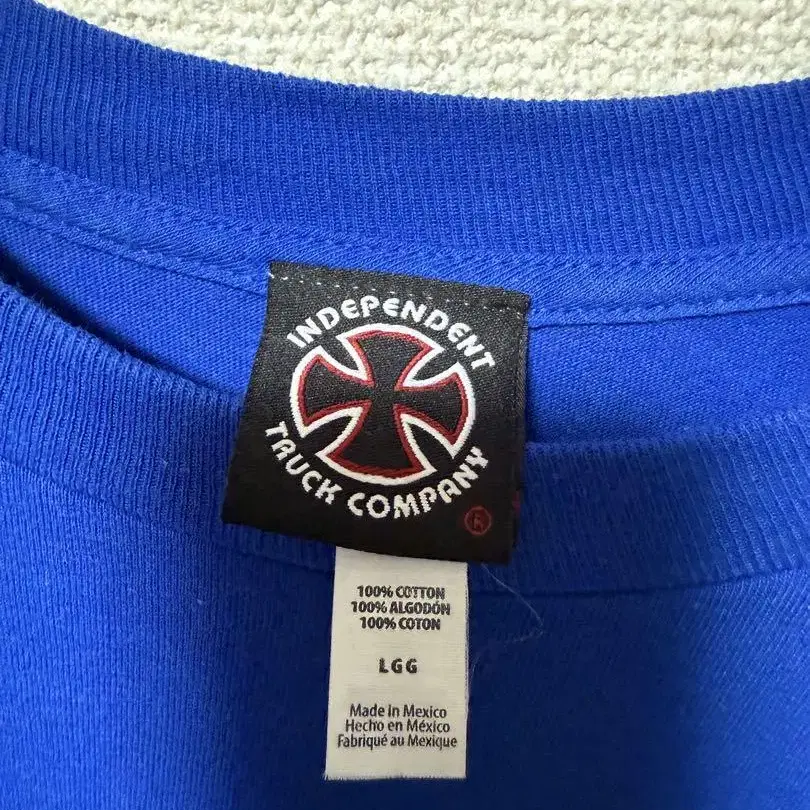 INDEPENDENT
TRUCK COMPANY
®
100% COTTON
100% ALGODÓN
100% COTON
LGG
Made in Mexico
Hecho en México
Fabriqué au Mexique